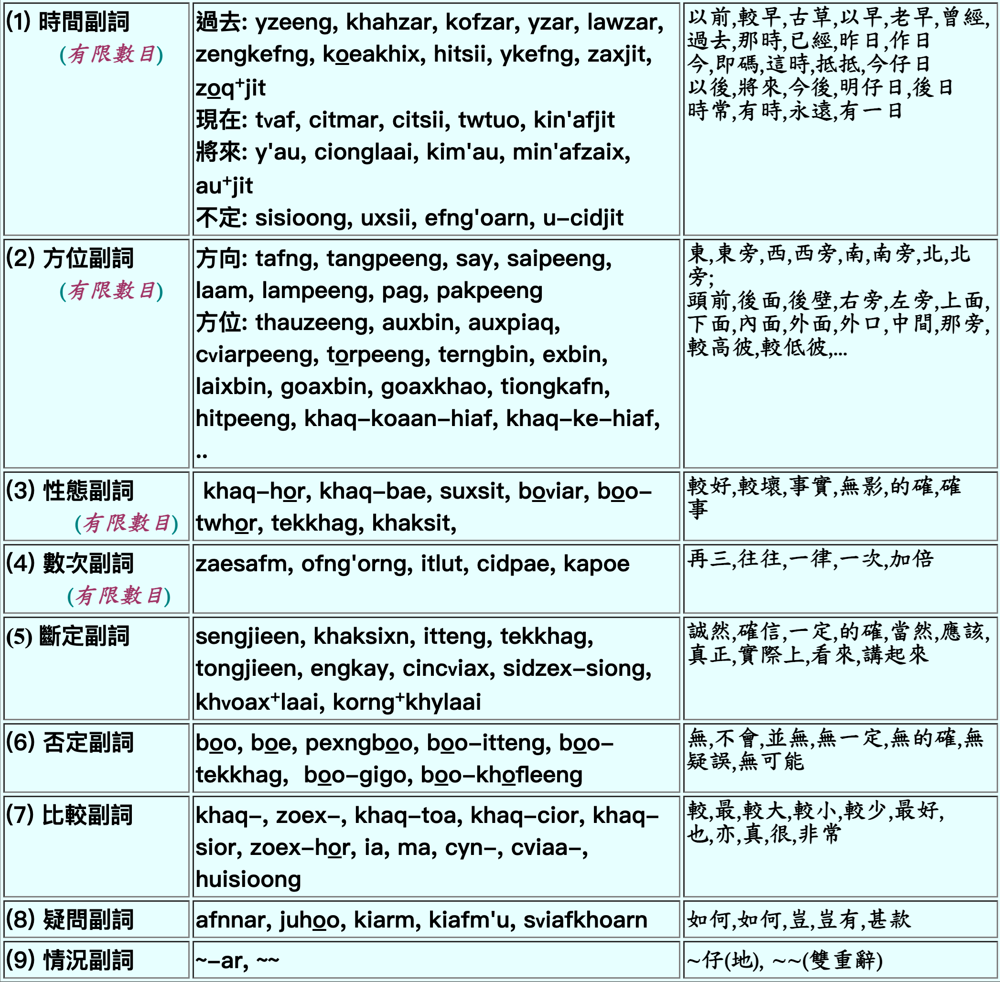 (1) 時間副詞
(有限數目)
過去: yzeeng, khahzar, kofzar, yzar, lawzar,
zengkefng, koeakhix, hitsii, ykefng, zaxjit,
zoq⁺jit
現在: tvaf, citmar, citsii, twtuo, kin'afjit
將來: y'au, cionglaai, kim'au, min'afzaix,
au⁺jit
不定: sisioong, uxsii, efng'oarn, u-cidjit
以前,較早,古草,以早,老早,曾經,
過去,那時,已經,昨日,作日
今,即碼,這時,抵抵,今仔日
以後,將來,今後,明仔日,後日
時常,有時,永遠,有一日
(2) 方位副詞
(有限數目)
方向: tafng, tangpeeng, say, saipeeng,
laam, lampeeng, pag, pakpeeng
方位: thauzeeng, auxbin, auxpiaq,
cviarpeeng, torpeeng, terngbin, exbin,
laixbin, goaxbin, goaxkhao, tiongkafn,
hitpeeng, khaq-koaan-hiaf, khaq-ke-hiaf,
..
東,東旁,西,西旁,南,南旁,北,北
旁;
頭前,後面,後壁,右旁,左旁,上面,
下面,內面,外面,外口,中間,那旁,
較高彼,較低彼,...
(3) 性態副詞
(有限數目)
khaq-hor, khaq-bae, suxsit, boviar, boo-
twhor, tekkhag, khaksit,
較好,較壞,事實,無影,的確,確
事
(4) 數次副詞
(有限數目)
zaesafm, ofng'orng, itlut, cidpae, kapoe
再三,往往,一律,一次,加倍
(5) 斷定副詞
sengjieen, khaksixn, itteng, tekkhag,
tongjieen, engkay, cincviax, sidzex-siong,
khvoax⁺laai, korng⁺khylaai
誠然,確信,一定,的確,當然,應該,
真正,實際上,看來,講起來
(6) 否定副詞
boo, boe, pexngboo, boo-itteng, boo-
tekkhag, boo-gigo, boo-khofleeng
無,不會,並無,無一定,無的確,無
疑誤,無可能
(7) 比較副詞
khaq-, zoex-, khaq-toa, khaq-cior, khaq-
sior, zoex-hor, ia, ma, cyn-, cviaa-,
huisioong
較,最,較大,較小,較少,最好,
也,亦,真,很,非常
(8) 疑問副詞
afnnar, juhoo, kiarm, kiafm'u, sviafkhoarn
如何,如何,豈,豈有,甚款
(9) 情況副詞
~-ar, ~~
~仔(地), ~~(雙重辭)